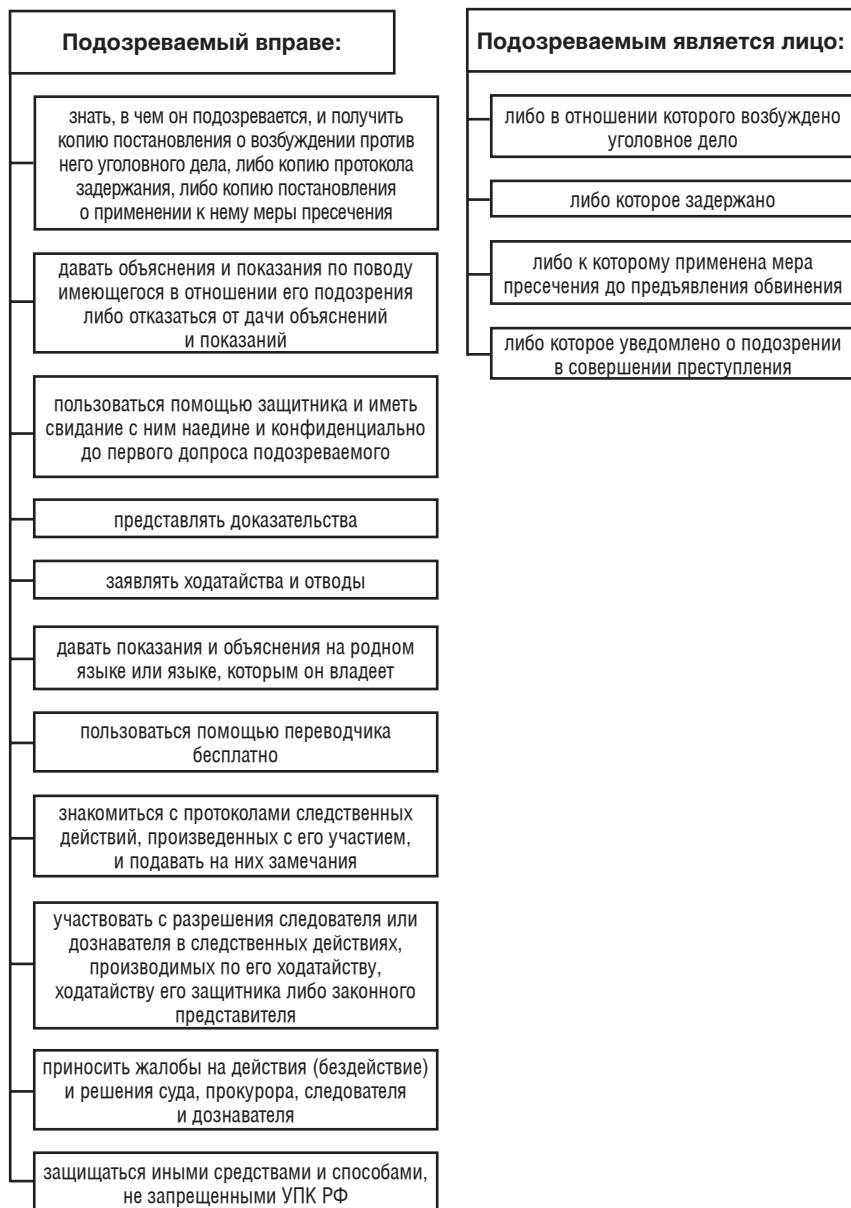 Подозреваемый вправе:
знать, в чем он подозревается, и получить
копию постановления о возбуждении против
него уголовного дела, либо копию протокола
задержания, либо копию постановления
о применении к нему меры пресечения
давать объяснения и показания по поводу
имеющегося в отношении его подозрения
либо отказаться от дачи объяснений
и показаний
пользоваться помощью защитника и иметь
свидание с ним наедине и конфиденциально
до первого допроса подозреваемого
представлять доказательства
заявлять ходатайства и отводы
давать показания и объяснения на родном
языке или языке, которым он владеет
пользоваться помощью переводчика
бесплатно
знакомиться с протоколами следственных
действий, произведенных с его участием,
и подавать на них замечания
участвовать с разрешения следователя или
дознавателя в следственных действиях,
производимых по его ходатайству,
ходатайству его защитника либо законного
представителя
приносить жалобы на действия (бездействие)
и решения суда, прокурора, следователя
и дознавателя
защищаться иными средствами и способами,
не запрещенными УПК РФ
Подозреваемым является лицо:
либо в отношении которого возбуждено
уголовное дело
либо которое задержано
либо к которому применена мера
пресечения до предъявления обвинения
либо которое уведомлено о подозрении
в совершении преступления